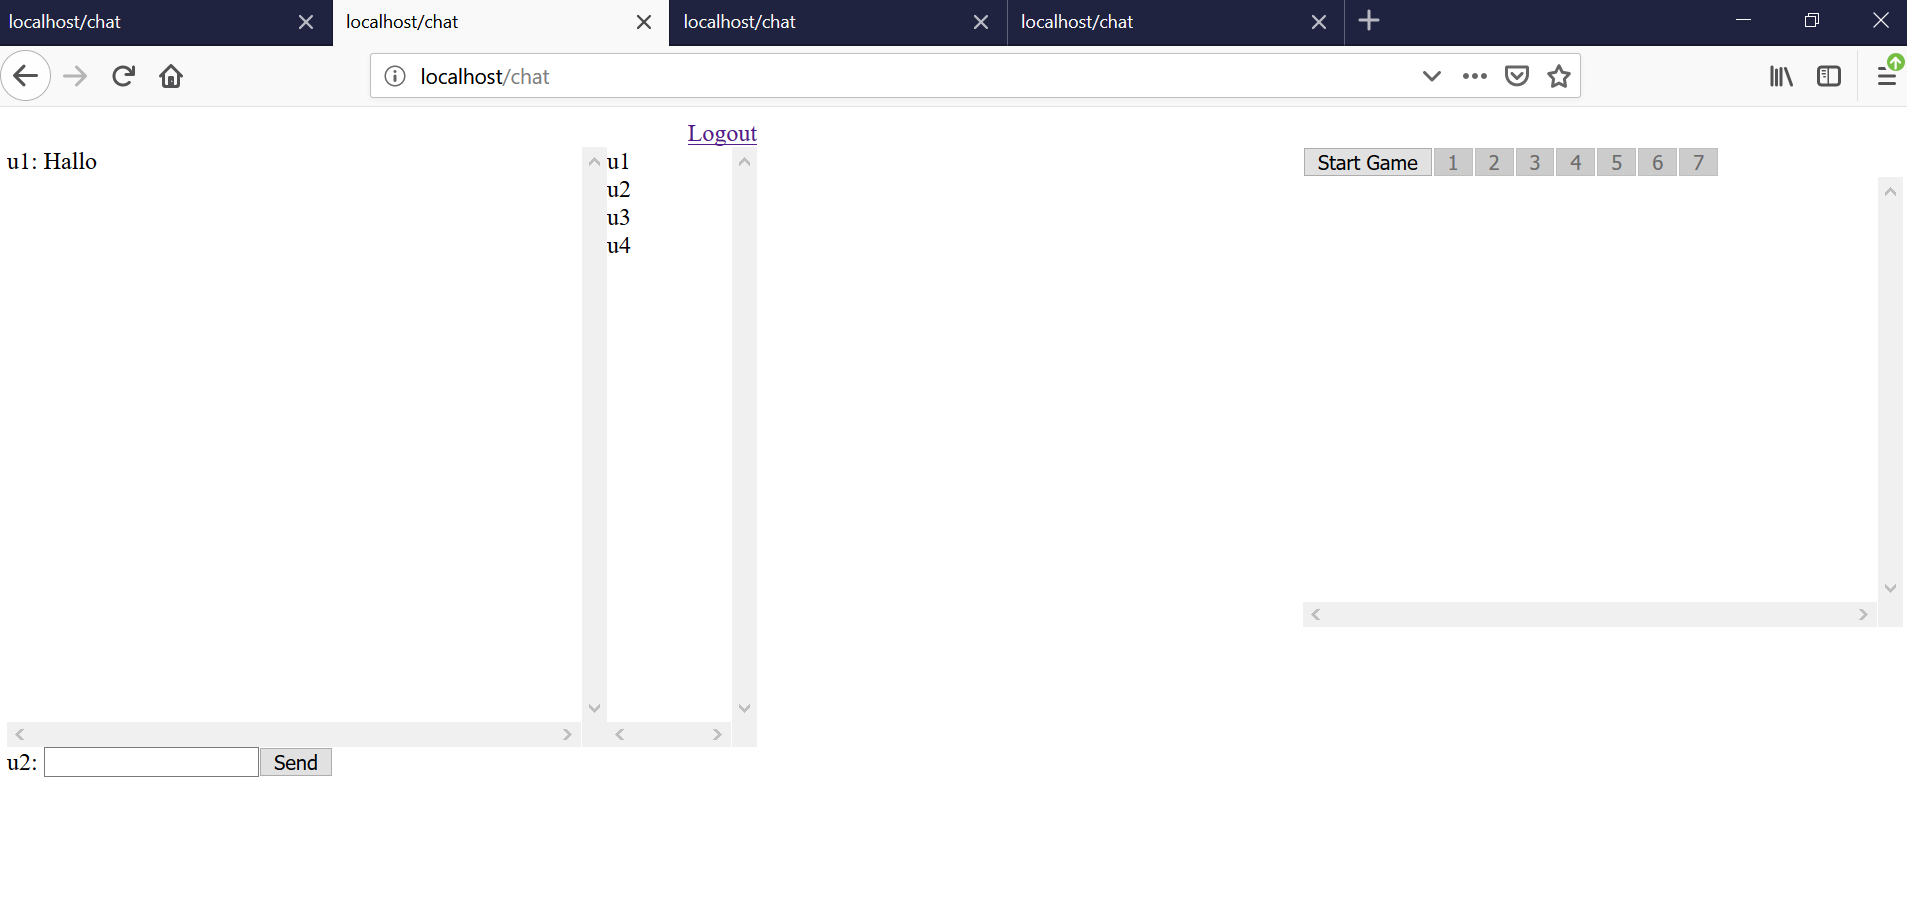 localhost/chat localhost/chat localhost/chat localhost/chat
localhost/chat
Logout
u1: Hallo
u1
u2
u3
u4
Start Game 1 2 3 4 5 6 7
u2: Send